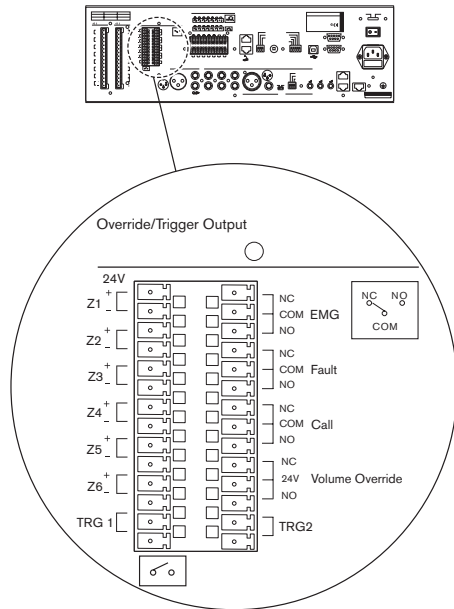 Override/Trigger Output
24V
Z1 + -
Z2 + -
Z3 + -
Z4 + -
Z5 + -
Z6 + -
TRG 1
NC
COM EMG
NO
NC
COM Fault
NO
NC
COM Call
NO
NC
24V Volume Override
NO
TRG2
NC NO
COM